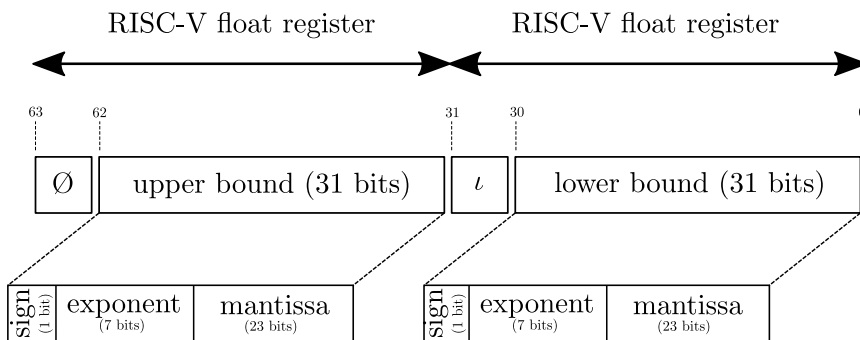 RISC-V float register RISC-V float register
63 62 31 30
Ø upper bound (31 bits) ι lower bound (31 bits)
sign (1 bit) exponent (7 bits) mantissa (23 bits) sign (1 bit) exponent (7 bits) mantissa (23 bits)